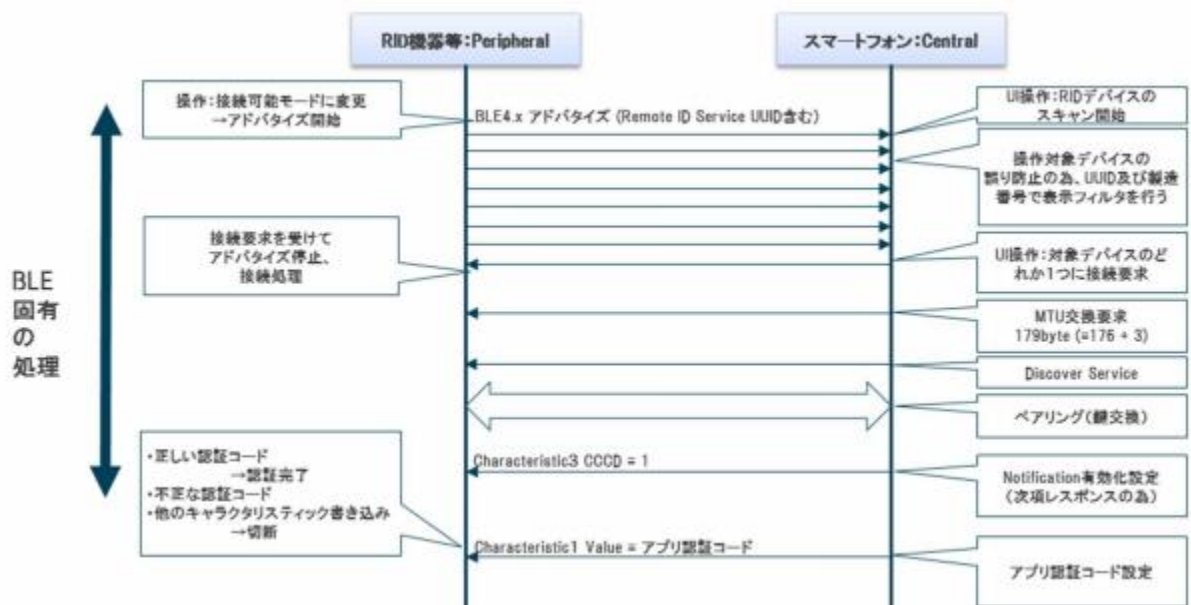 RID機器等:Peripheral
スマートフォン:Central
操作:接続可能モードに変更
→アドバタイズ開始
BLE4.x アドバタイズ (Remote ID Service UUID含む)
UI操作:RIDデバイスの
スキャン開始
操作対象デバイスの
誤り防止の為、UUID及び製造
番号で表示フィルタを行う
接続要求を受けて
アドバタイズ停止、
接続処理
UI操作:対象デバイスのど
れか1つに接続要求
BLE
固有
の
処理
MTU交換要求
179byte (=176 + 3)
Discover Service
ペアリング(鍵交換)
・正しい認証コード
→認証完了
・不正な認証コード
・他のキャラクタリスティック書き込み
→切断
Characteristic3 CCCD = 1
Notification有効化設定
(次項レスポンスの為)
Characteristic1 Value = アプリ認証コード
アプリ認証コード設定